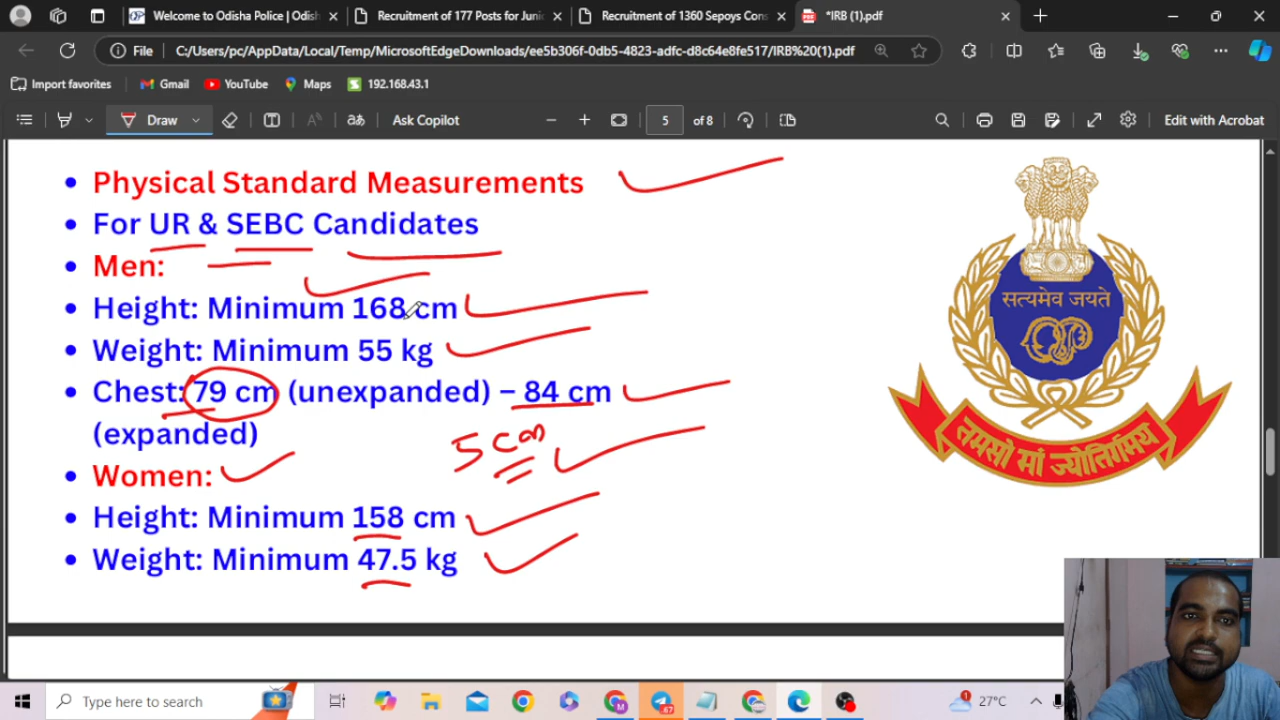 Welcome to Odisha Police | Odish
Recruitment of 177 Posts for Juni
Recruitment of 1360 Sepoys Cons
*IRB (1).pdf
File
C:/Users/pc/AppData/Local/Temp/MicrosoftEdgeDownloads/ee5b306f-0db5-4823-adfc-d8c64e8fe517/IRB%20(1).pdf
Import favorites
Gmail
YouTube
Maps
192.168.43.1
Draw
Ask Copilot
5
of 8
Edit with Acrobat
• Physical Standard Measurements
• For UR & SEBC Candidates
• Men:
• Height: Minimum 168 cm
• Weight: Minimum 55 kg
• Chest: 79 cm (unexpanded) – 84 cm
(expanded)
5 cm
• Women:
• Height: Minimum 158 cm
• Weight: Minimum 47.5 kg
सत्यमेव जयते
तमसो मां ज्योतिर्गमय
Type here to search
67
27°C